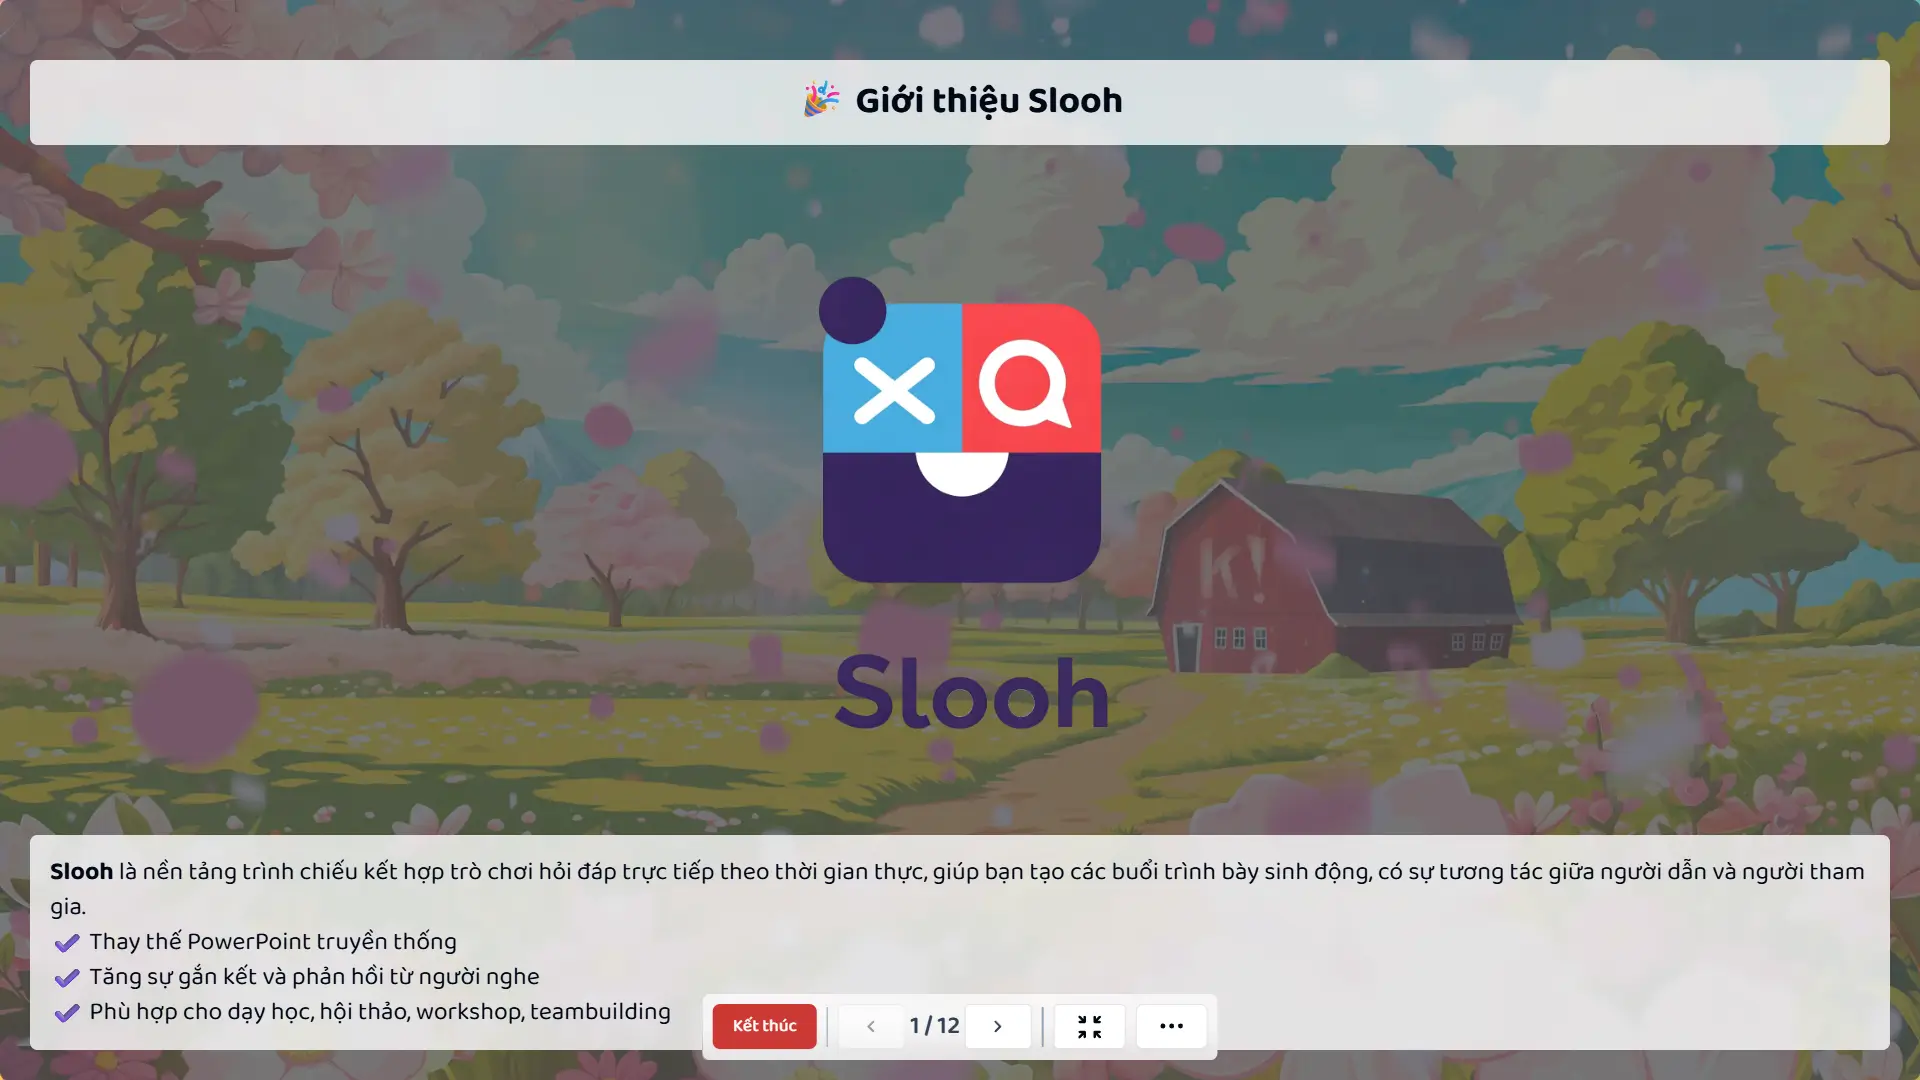 🎉 Giới thiệu Slooh
k!
Slooh
Slooh là nền tảng trình chiếu kết hợp trò chơi hỏi đáp trực tiếp theo thời gian thực, giúp bạn tạo các buổi trình bày sinh động, có sự tương tác giữa người dẫn và người tham
gia.
✔ Thay thế PowerPoint truyền thống
✔ Tăng sự gắn kết và phản hồi từ người nghe
✔ Phù hợp cho dạy học, hội thảo, workshop, teambuilding
Kết thúc 1 / 12